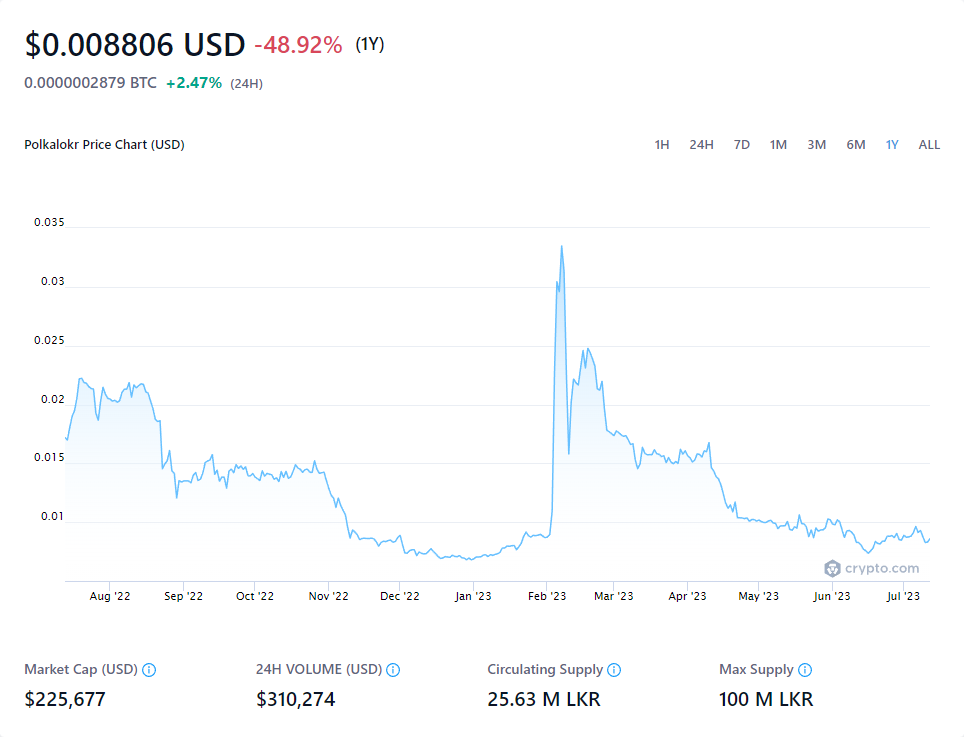 $0.008806 USD -48.92% (1Y)
0.0000002879 BTC +2.47% (24H)
Polkalokr Price Chart (USD) 1H 24H 7D 1M 3M 6M 1Y ALL
0.035
0.03
0.025
0.02
0.015
0.01
crypto.com
Aug '22 Sep '22 Oct '22 Nov '22 Dec '22 Jan '23 Feb '23 Mar '23 Apr '23 May '23 Jun '23 Jul '23
Market Cap (USD) 24H VOLUME (USD) Circulating Supply Max Supply
$225,677 $310,274 25.63 M LKR 100 M LKR